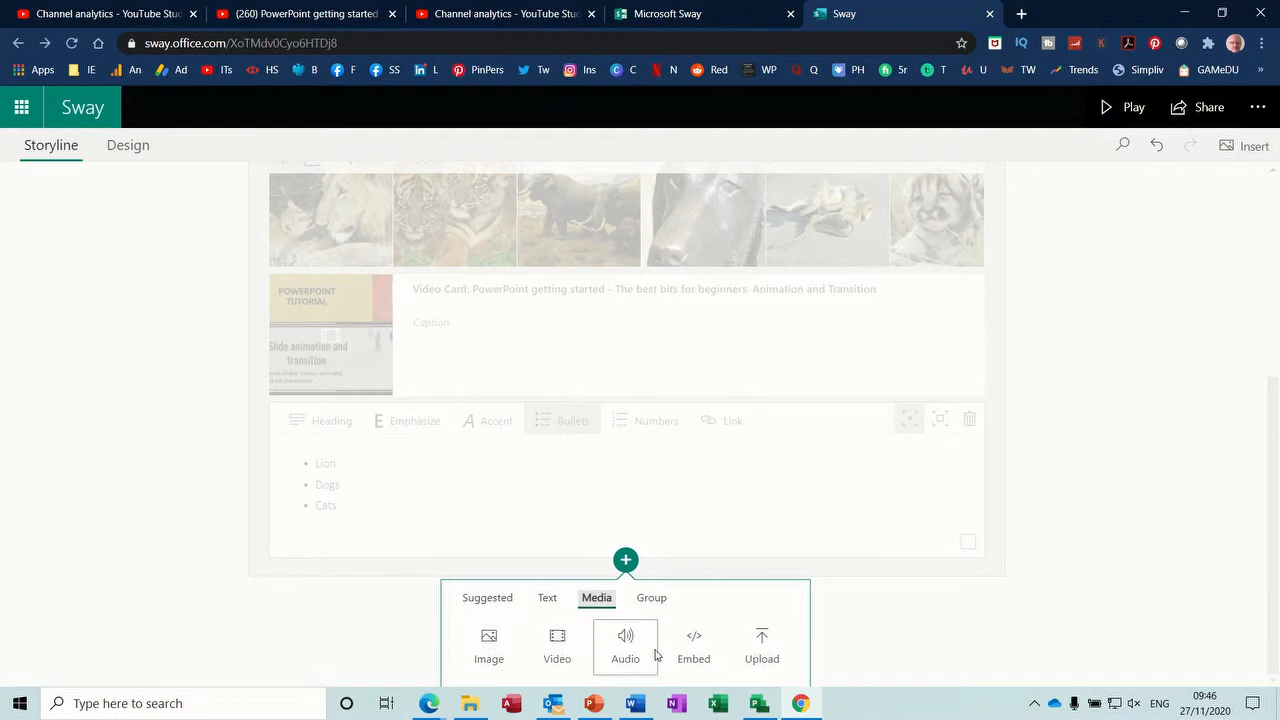 Channel analytics - YouTube Stu
(260) PowerPoint getting started
Channel analytics - YouTube Stu
Microsoft Sway
Sway
sway.office.com/XoTMdv0Cyo6HTDj8
Apps
IE
An
Ad
ITs
HS
B
F
SS
L
PinPers
Tw
Insg
C
N
Red
WP
Q
PH
5r
T
U
TW
Trends
Simpliv
GAMeDU
Sway
Play
Share
Storyline
Design
Insert
POWERPOINT
TUTORIAL
Slide animation and
transition
Video Card: PowerPoint getting started - The best bits for beginners. Animation and Transition
Caption
Heading
Emphasize
Accent
Bullets
Numbers
Link
Lion
Dogs
Cats
Suggested
Text
Media
Group
Image
Video
Audio
Embed
Upload
Type here to search
ENG
09:46
27/11/2020